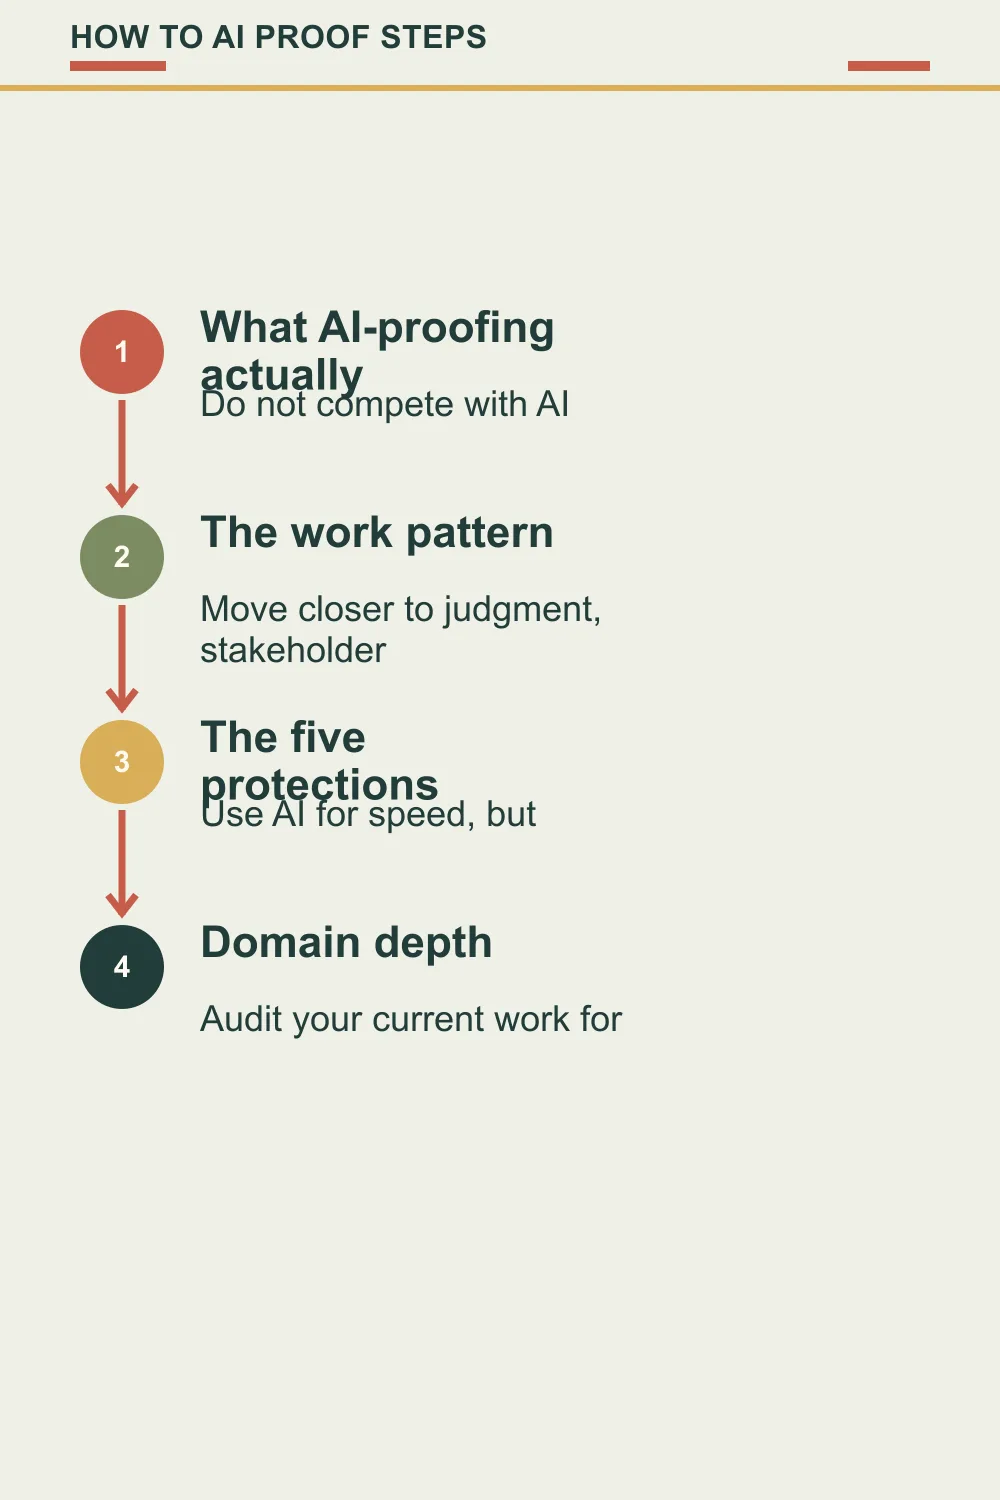 HOW TO AI PROOF STEPS
1
What AI-proofing
actually
Do not compete with AI
2
The work pattern
Move closer to judgment,
stakeholder
3
The five
protections
Use AI for speed, but
4
Domain depth
Audit your current work for